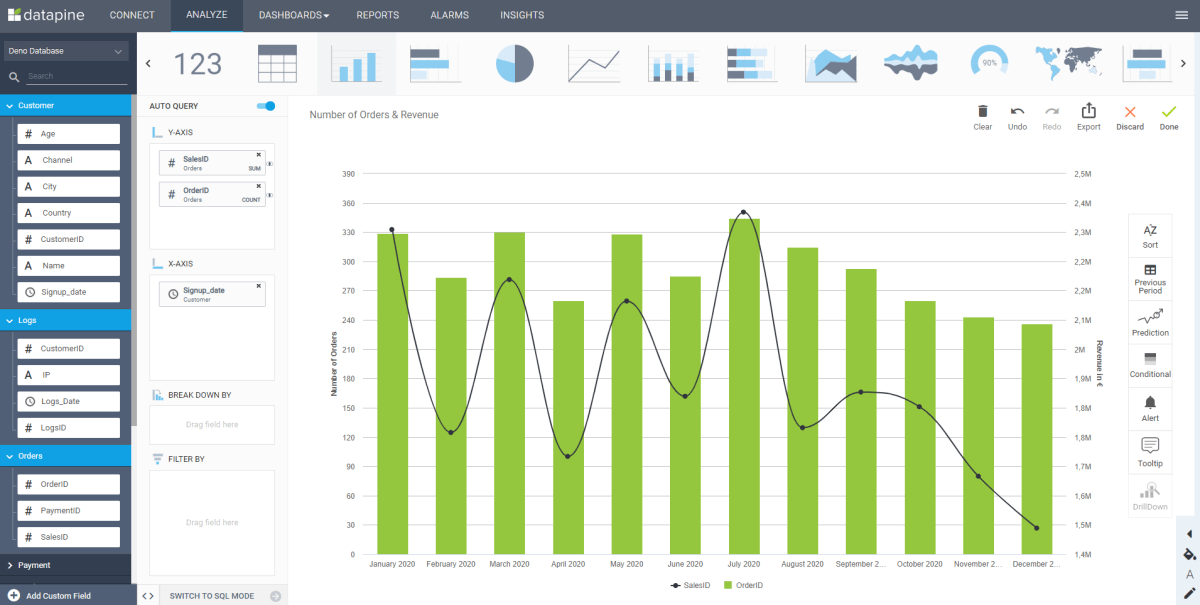 datapine
CONNECT
ANALYZE
DASHBOARDS
REPORTS
ALARMS
INSIGHTS
Deno Database
Search
123
90%
Customer
# Age
A Channel
A City
A Country
# CustomerID
A Name
Signup_date
Logs
# CustomerID
A IP
Logs_Date
# LogsID
Orders
# OrderID
# PaymentID
# SalesID
Payment
Add Custom Field
AUTO QUERY
Y-AXIS
# SalesID
Orders
SUM
# OrderID
Orders
COUNT
X-AXIS
Signup_date
Customer
BREAK DOWN BY
Drag field here
FILTER BY
Drag field here
SWITCH TO SQL MODE
Number of Orders & Revenue
Clear
Undo
Redo
Export
Discard
Done
Number of Orders
390
360
330
300
270
240
210
180
150
120
90
60
30
0
2,5M
2,4M
2,3M
2,2M
2,2M
2,1M
2M
1,9M
1,8M
1,8M
1,7M
1,6M
1,5M
1,4M
Revenue in €
January 2020
February 2020
March 2020
April 2020
May 2020
June 2020
July 2020
August 2020
September 2...
October 2020
November 2...
December 2...
SalesID
OrderID
AZ
Sort
Previous
Period
Prediction
Conditional
Alert
Tooltip
DrillDown
A